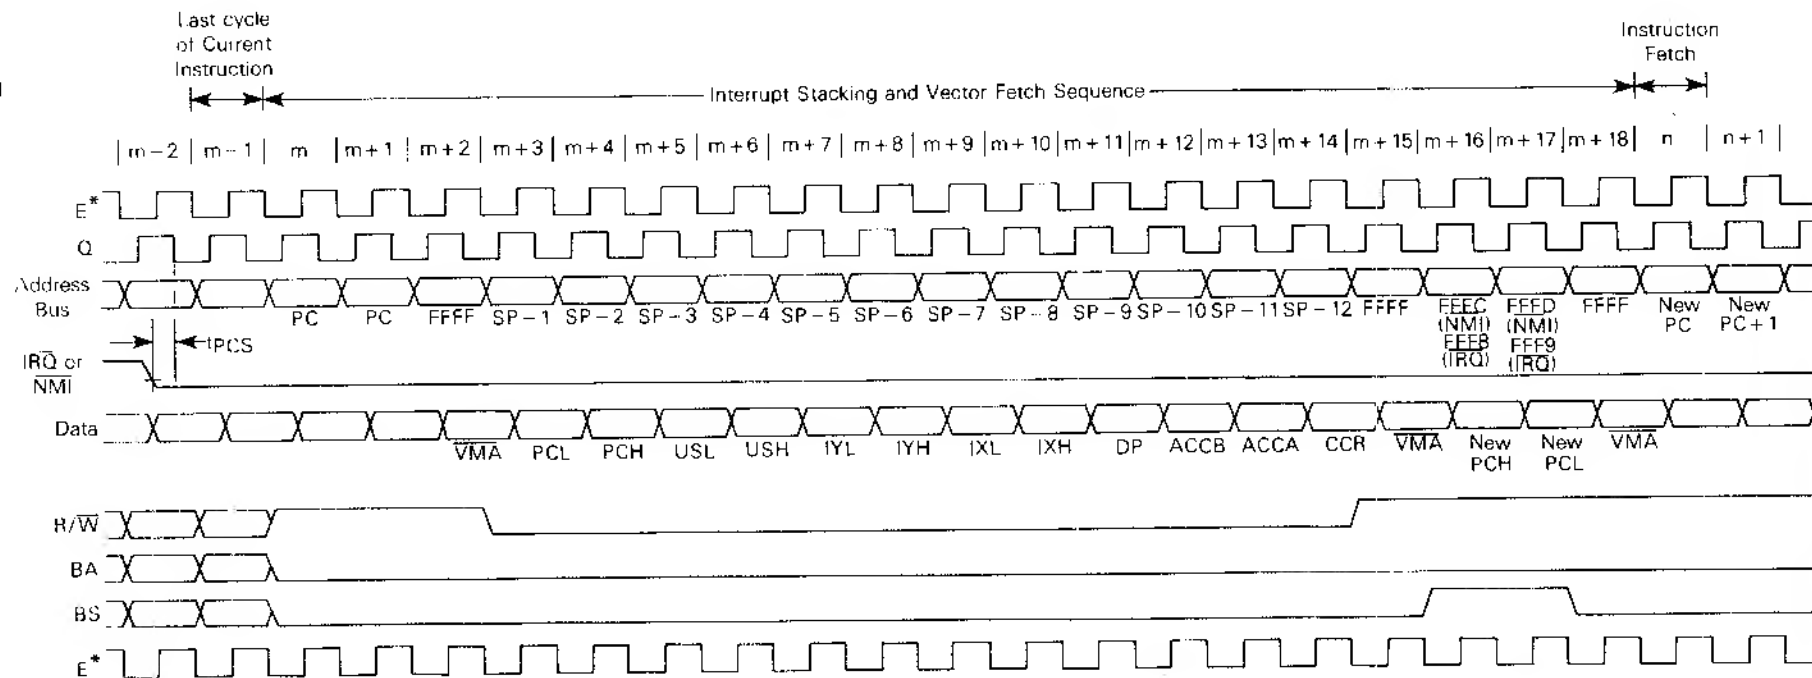 Last cycle
of Current
Instruction
Instruction
Fetch
Interrupt Stacking and Vector Fetch Sequence
m-2 m-1 m m+1 m+2 m+3 m+4 m+5 m+6 m+7 m+8 m+9 m+10 m+11 m+12 m+13 m+14 m+15 m+16 m+17 m+18 n n+1
E*
Q
Address
Bus
PC PC FFFF SP-1 SP-2 SP-3 SP-4 SP-5 SP-6 SP-7 SP-8 SP-9 SP-10 SP-11 SP-12 FFFF FFFC FFFD FFFF New New
(NMI) (NMI) PC PC+1
FFF8 FFF9
(IRQ) (IRQ)
tPCS
IRQ or
NMI
Data
VMA PCL PCH USL USH IYL IYH IXL IXH DP ACCB ACCA CCR VMA New New VMA
PCH PCL
R/W
BA
BS
E*